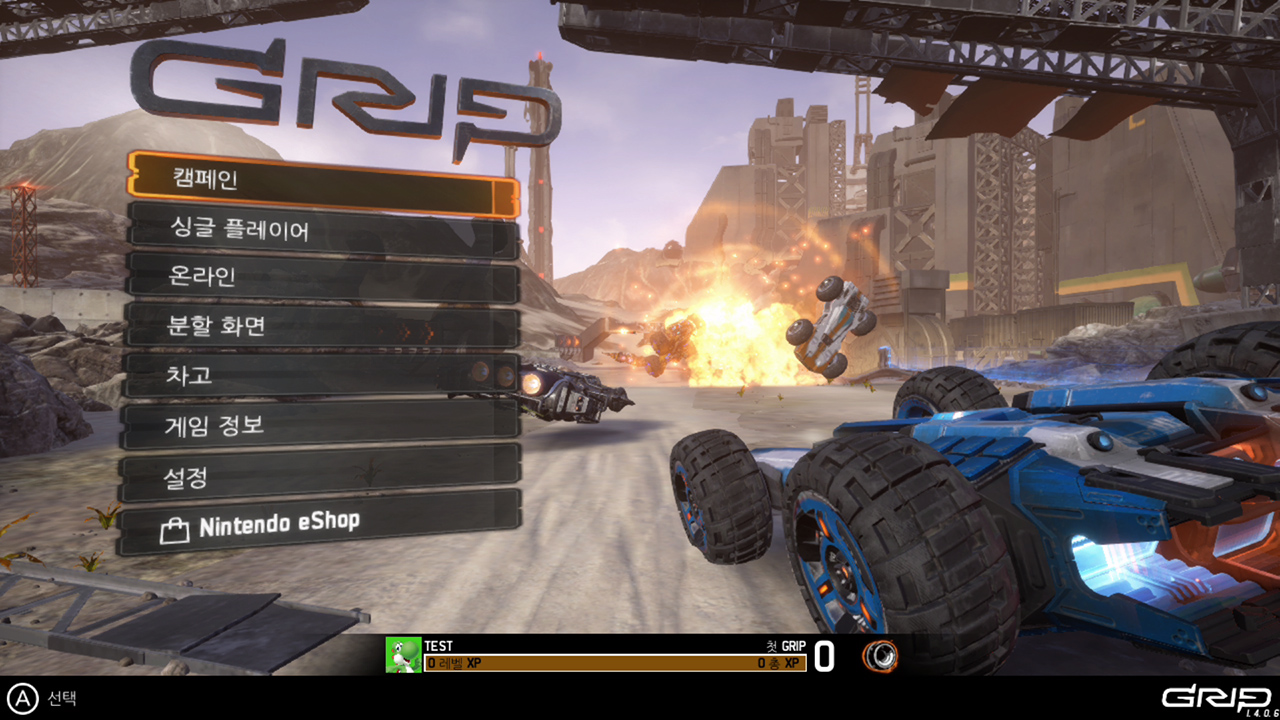 GRIP
캠페인
싱글 플레이어
온라인
분할 화면
차고
게임 정보
설정
Nintendo eShop
TEST 첫 GRIP 0
0 레벨 XP 0 총 XP
A 선택
GRIP
1.4.0.6